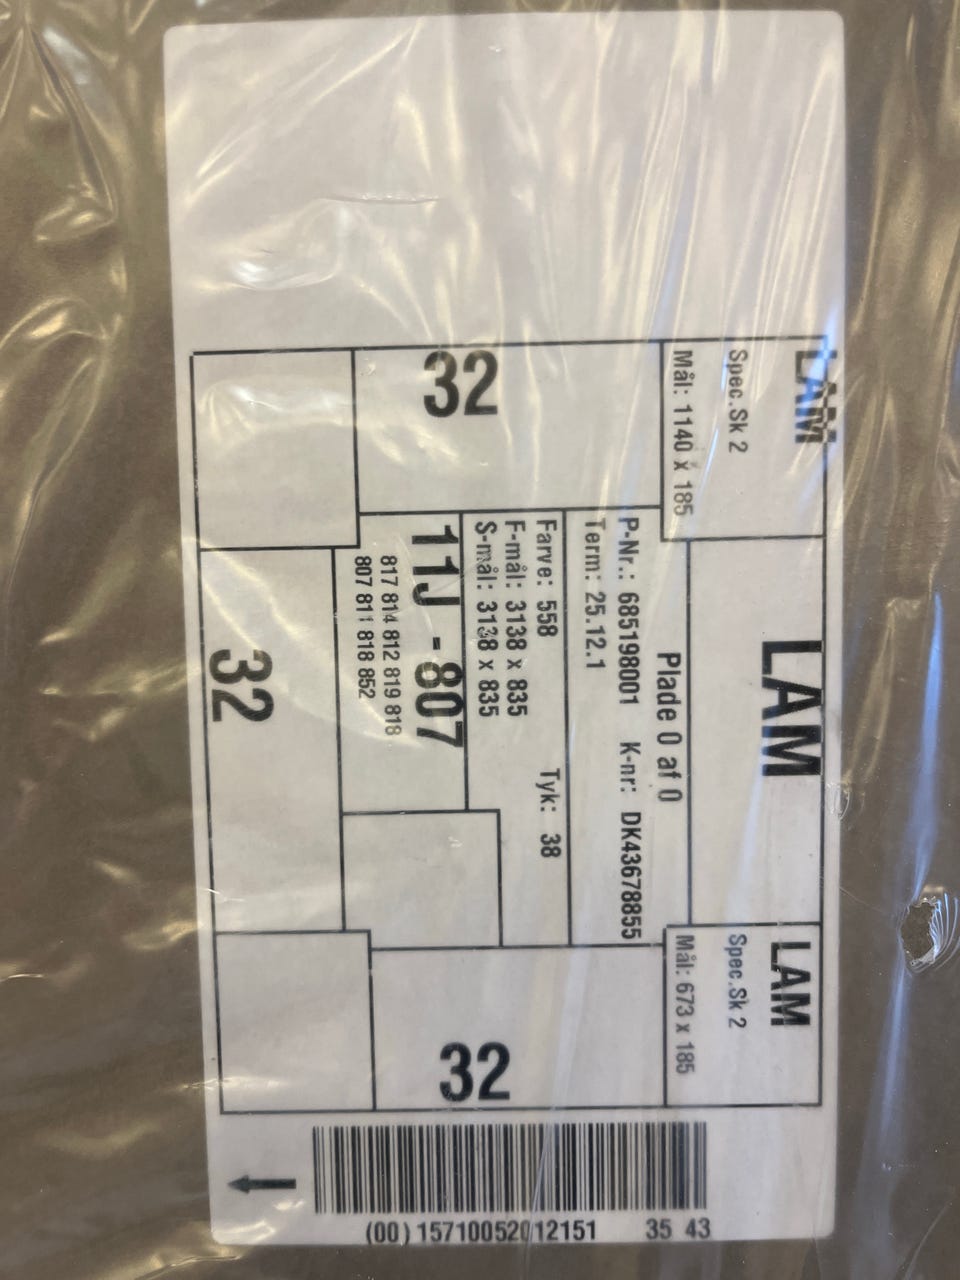 LAM
Spec.Sk 2
Mål: 1140 x 185
LAM
LAM
Spec.Sk 2
Mål: 673 x 185
Plade 0 af 0
P-Nr.: 685198001 K-nr: DK43678855
Term: 25.12.1
Farve: 558 Tyk: 38
F-mål: 3138 x 835
S-mål: 3138 x 835
11J - 807
817 814 812 819 818
807 811 818 852
32
32
32
(00) 15710052012151 35 43